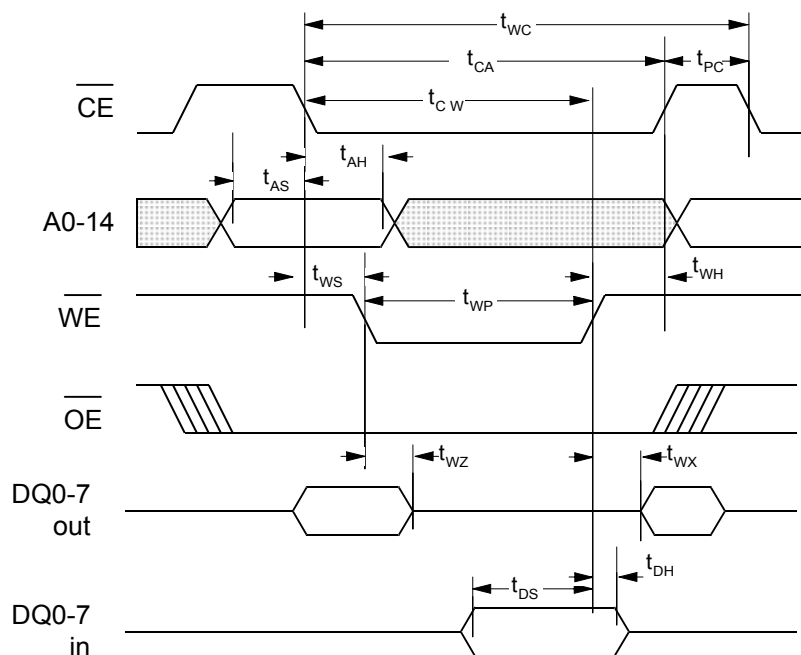 tWC
tCA tPC
CE
tC W
tAH
tAS
A0-14
tWS tWH
WE
tWP
OE
tWZ tWX
DQ0-7
out
tDS tDH
DQ0-7
in